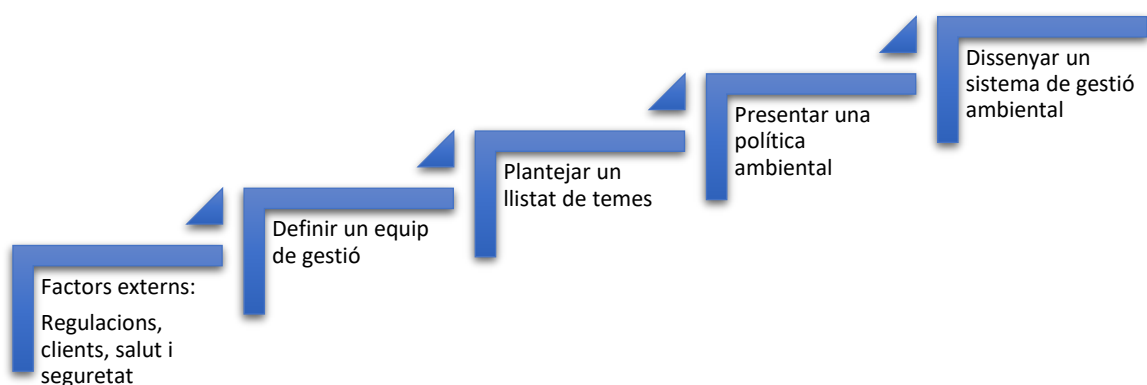 Factors externs:
Regulacions,
clients, salut i
seguretat
Definir un equip
de gestió
Plantejar un
llistat de temes
Presentar una
política
ambiental
Dissenyar un
sistema de gestió
ambiental